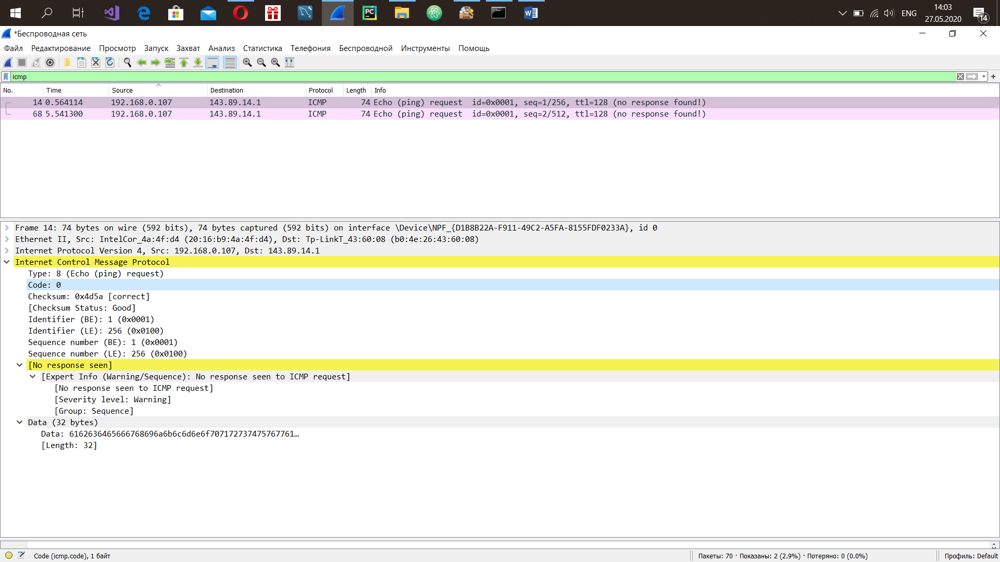 PC
W
ENG
14:03
27.05.2020
14
*Беспроводная сеть
Файл Редактирование Просмотр Запуск Захват Анализ Статистика Телефония Беспроводной Инструменты Помощь
icmp
No. Time Source Destination Protocol Length Info
14 0.564114 192.168.0.107 143.89.14.1 ICMP 74 Echo (ping) request id=0x0001, seq=1/256, ttl=128 (no response found!)
68 5.541300 192.168.0.107 143.89.14.1 ICMP 74 Echo (ping) request id=0x0001, seq=2/512, ttl=128 (no response found!)
Frame 14: 74 bytes on wire (592 bits), 74 bytes captured (592 bits) on interface \Device\NPF_{D1B8B22A-F911-49C2-A5FA-8155FDF0233A}, id 0
Ethernet II, Src: IntelCor_4a:4f:d4 (20:16:b9:4a:4f:d4), Dst: Tp-LinkT_43:60:08 (b0:4e:26:43:60:08)
Internet Protocol Version 4, Src: 192.168.0.107, Dst: 143.89.14.1
Internet Control Message Protocol
Type: 8 (Echo (ping) request)
Code: 0
Checksum: 0x4d5a [correct]
[Checksum Status: Good]
Identifier (BE): 1 (0x0001)
Identifier (LE): 256 (0x0100)
Sequence number (BE): 1 (0x0001)
Sequence number (LE): 256 (0x0100)
[No response seen]
[Expert Info (Warning/Sequence): No response seen to ICMP request]
[No response seen to ICMP request]
[Severity level: Warning]
[Group: Sequence]
Data (32 bytes)
Data: 6162636465666768696a6b6c6d6e6f707172737475767761…
[Length: 32]
Code (icmp.code), 1 байт
Пакеты: 70 · Показаны: 2 (2.9%) · Потеряно: 0 (0.0%)
Профиль: Default